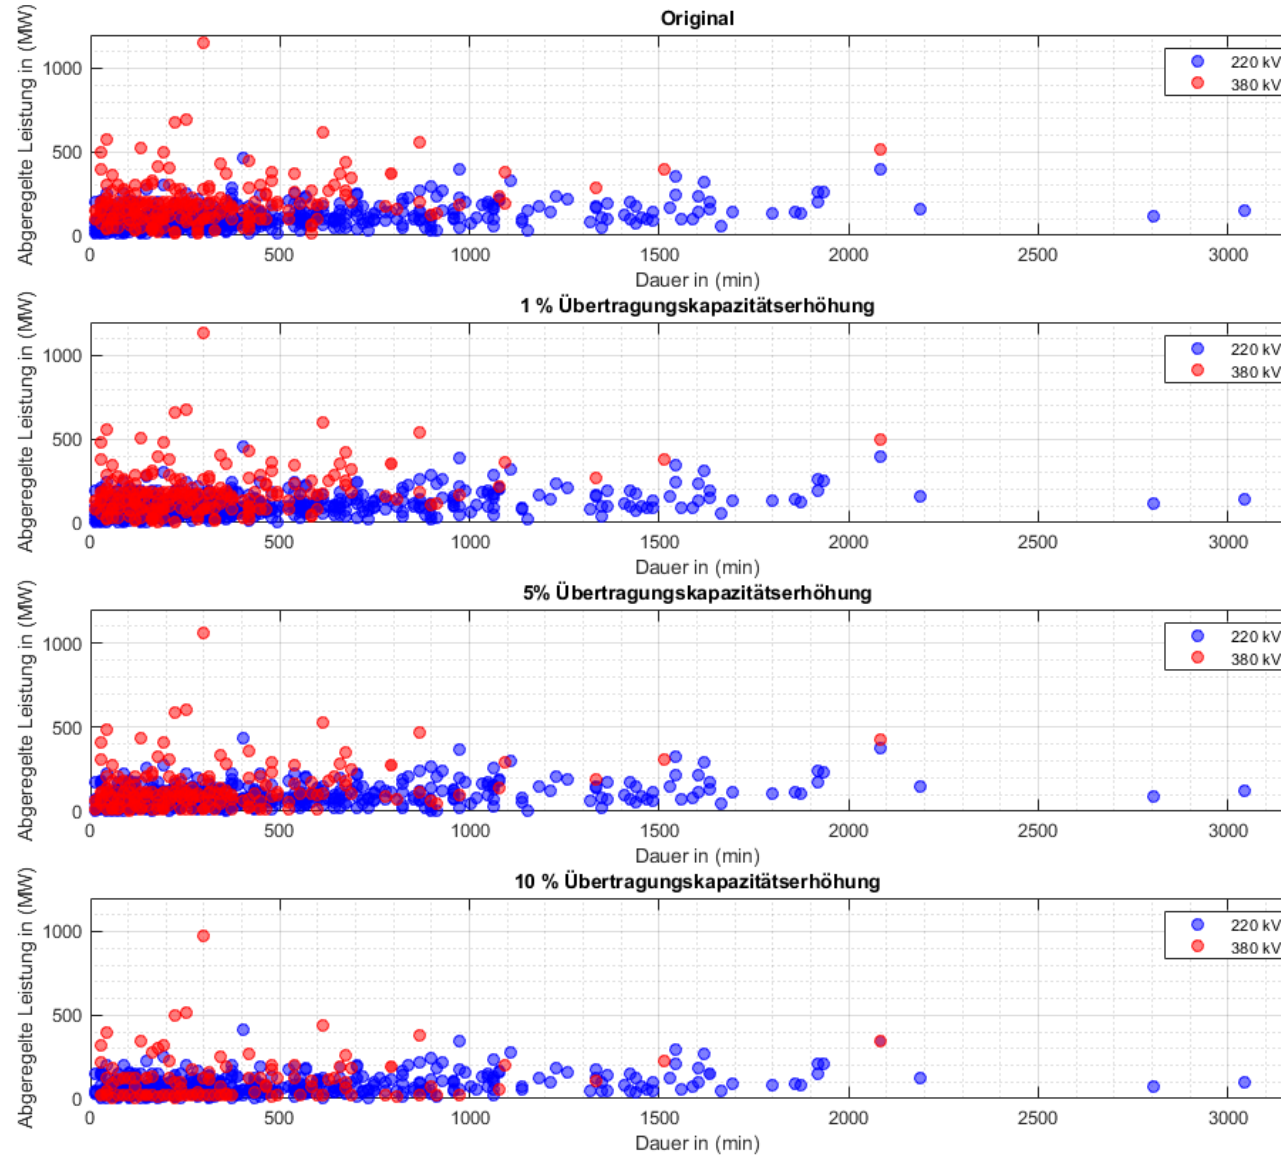 Original
Abgeregelte Leistung in (MW)
1000
500
0
220 kV
380 kV
0 500 1000 1500 2000 2500 3000
Dauer in (min)
1 % Übertragungskapazitätserhöhung
Abgeregelte Leistung in (MW)
1000
500
0
220 kV
380 kV
0 500 1000 1500 2000 2500 3000
Dauer in (min)
5% Übertragungskapazitätserhöhung
Abgeregelte Leistung in (MW)
1000
500
0
220 kV
380 kV
0 500 1000 1500 2000 2500 3000
Dauer in (min)
10 % Übertragungskapazitätserhöhung
Abgeregelte Leistung in (MW)
1000
500
0
220 kV
380 kV
0 500 1000 1500 2000 2500 3000
Dauer in (min)